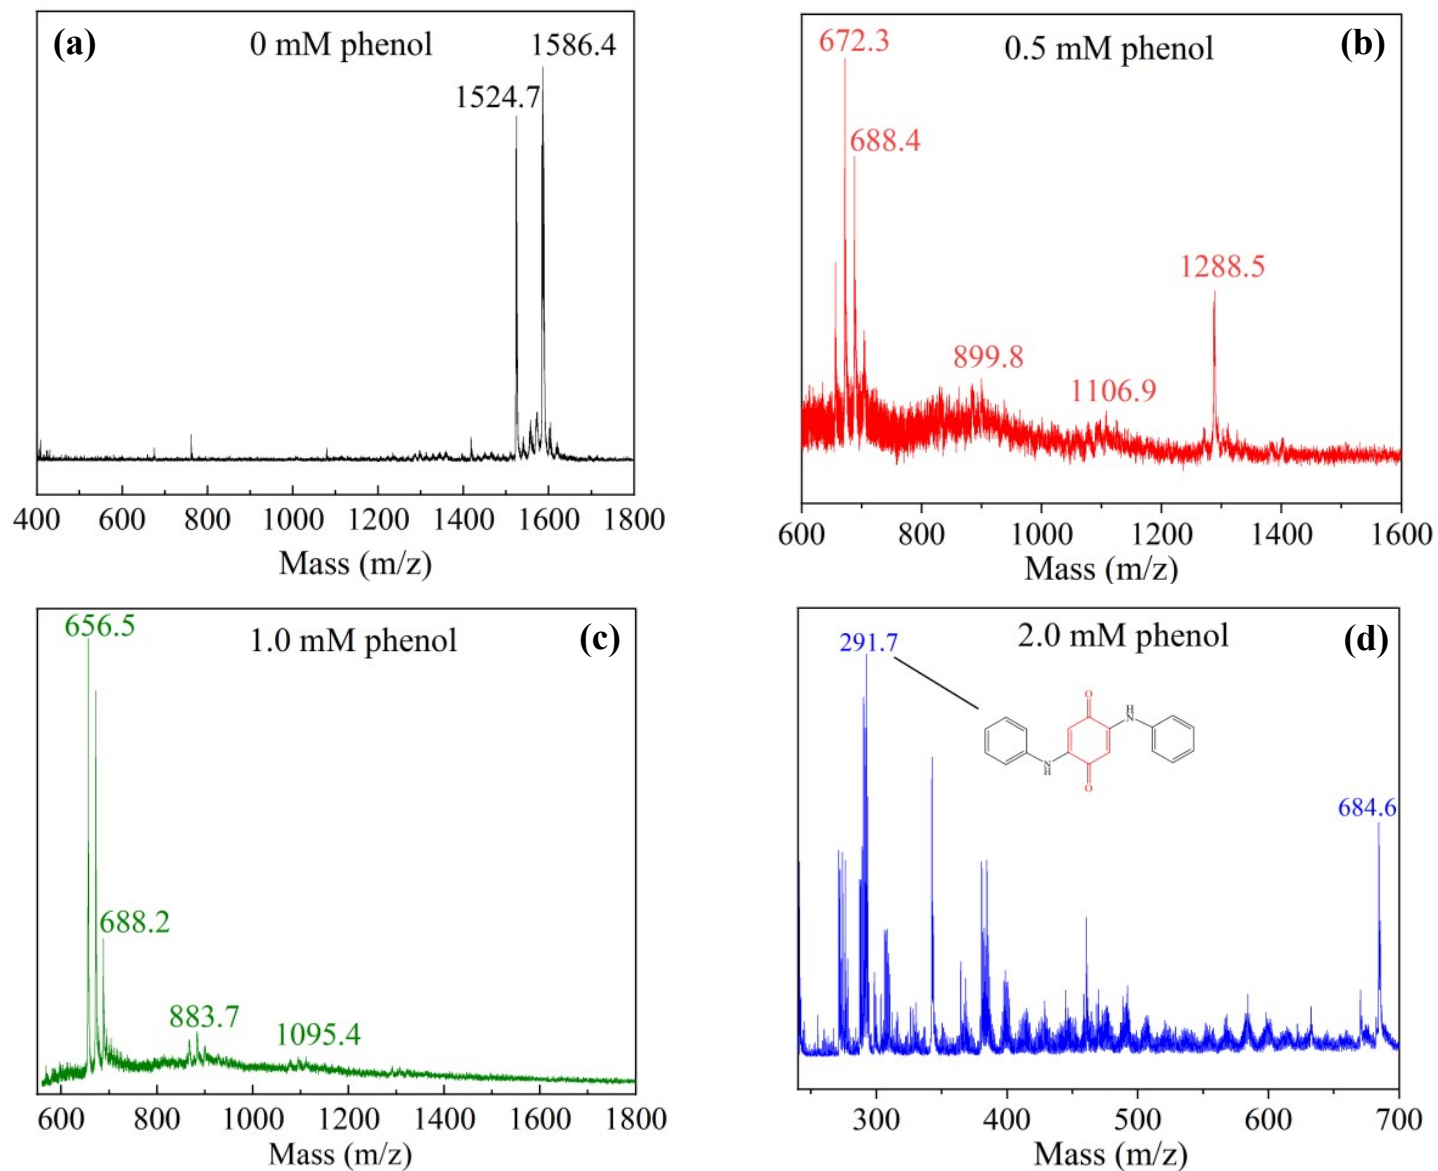 (a)
0 mM phenol
1586.4
1524.7
400 600 800 1000 1200 1400 1600 1800
Mass (m/z)
672.3
0.5 mM phenol
(b)
688.4
1288.5
899.8
1106.9
600 800 1000 1200 1400 1600
Mass (m/z)
656.5
1.0 mM phenol
(c)
688.2
883.7
1095.4
600 800 1000 1200 1400 1600 1800
Mass (m/z)
291.7
2.0 mM phenol
(d)
O
H
N
N
H
O
684.6
300 400 500 600 700
Mass (m/z)